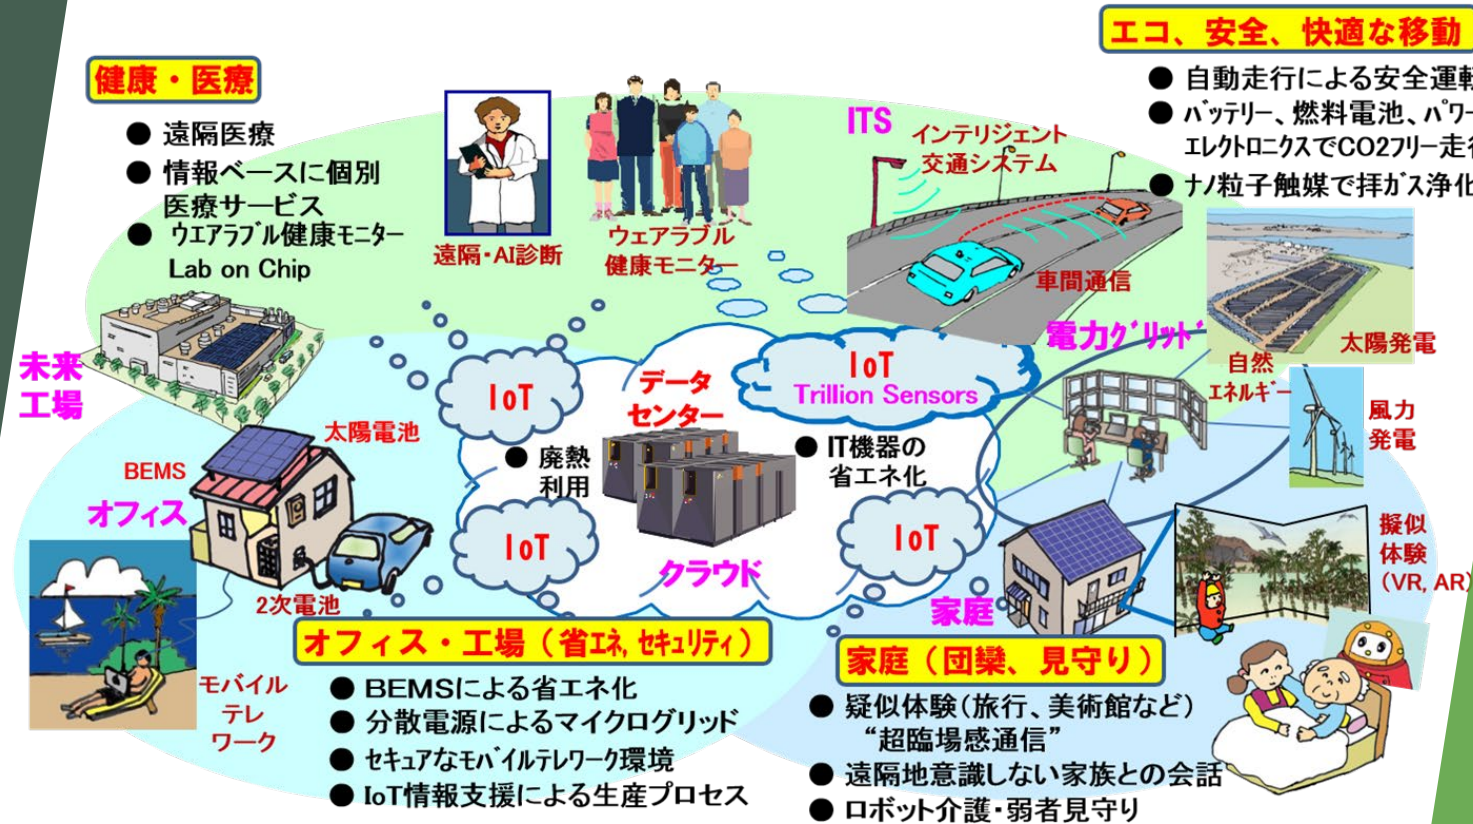 健康・医療
● 遠隔医療
● 情報ベースに個別
医療サービス
● ウエアラブル健康モニター
Lab on Chip
遠隔・AI診断
ウェアラブル
健康モニター
ITS
インテリジェント
交通システム
車間通信
エコ、安全、快適な移動
● 自動走行による安全運転
● バッテリー、燃料電池、パワー
エレクトロニクスでCO2フリー走行
● ナノ粒子触媒で拝ガス浄化
未来
工場
太陽電池
BEMS
オフィス
2次電池
モバイル
テレ
ワーク
IoT
データ
センター
IoT
Trillion Sensors
● 廃熱
利用
● IT機器の
省エネ化
IoT
IoT
クラウド
電力グリッド
自然
エネルギー
太陽発電
風力
発電
擬似
体験
(VR, AR)
家庭
オフィス・工場（省エネ, セキュリティ）
● BEMSによる省エネ化
● 分散電源によるマイクログリッド
● セキュアなモバイルテレワーク環境
● IoT情報支援による生産プロセス
家庭（団欒、見守り）
● 疑似体験（旅行、美術館など）
“超臨場感通信”
● 遠隔地意識しない家族との会話
● ロボット介護・弱者見守り